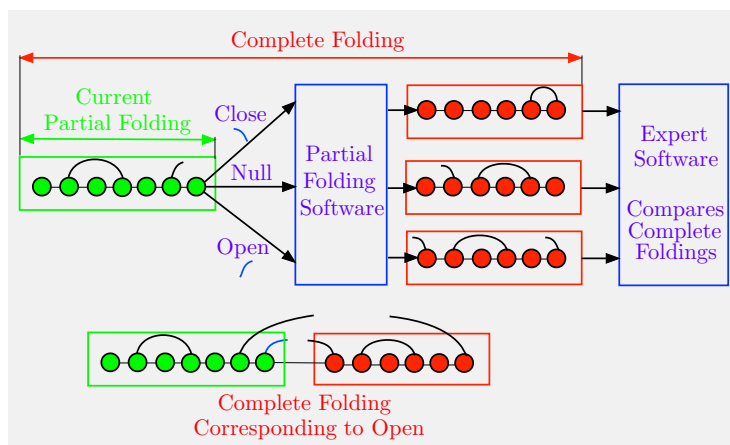 Complete Folding
Current
Partial Folding
Close
Null
Open
Partial
Folding
Software
Expert
Software
Compares
Complete
Foldings
Complete Folding
Corresponding to Open